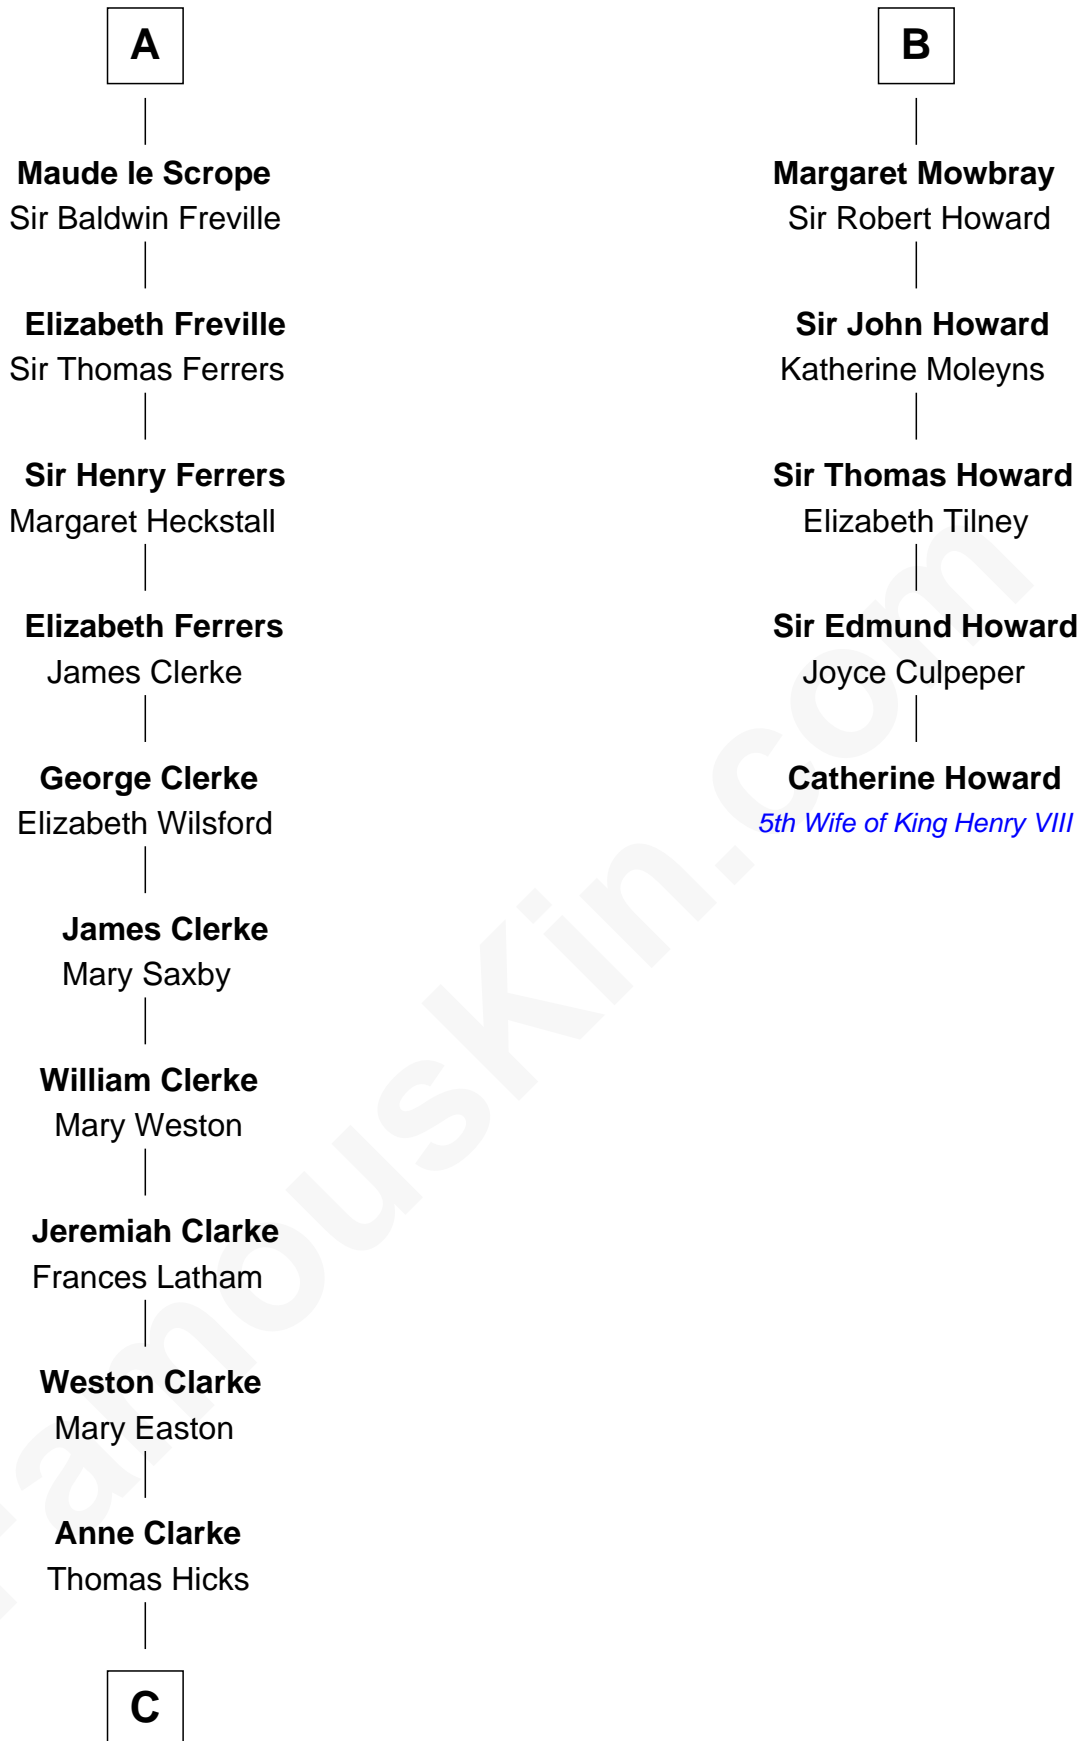 A
Maude le Scrope
Sir Baldwin Freville
Elizabeth Freville
Sir Thomas Ferrers
Sir Henry Ferrers
Margaret Heckstall
Elizabeth Ferrers
James Clerke
George Clerke
Elizabeth Wilsford
James Clerke
Mary Saxby
William Clerke
Mary Weston
Jeremiah Clarke
Frances Latham
Weston Clarke
Mary Easton
Anne Clarke
Thomas Hicks
C
B
Margaret Mowbray
Sir Robert Howard
Sir John Howard
Katherine Moleyns
Sir Thomas Howard
Elizabeth Tilney
Sir Edmund Howard
Joyce Culpeper
Catherine Howard
5th Wife of King Henry VIII
FamousKin.com